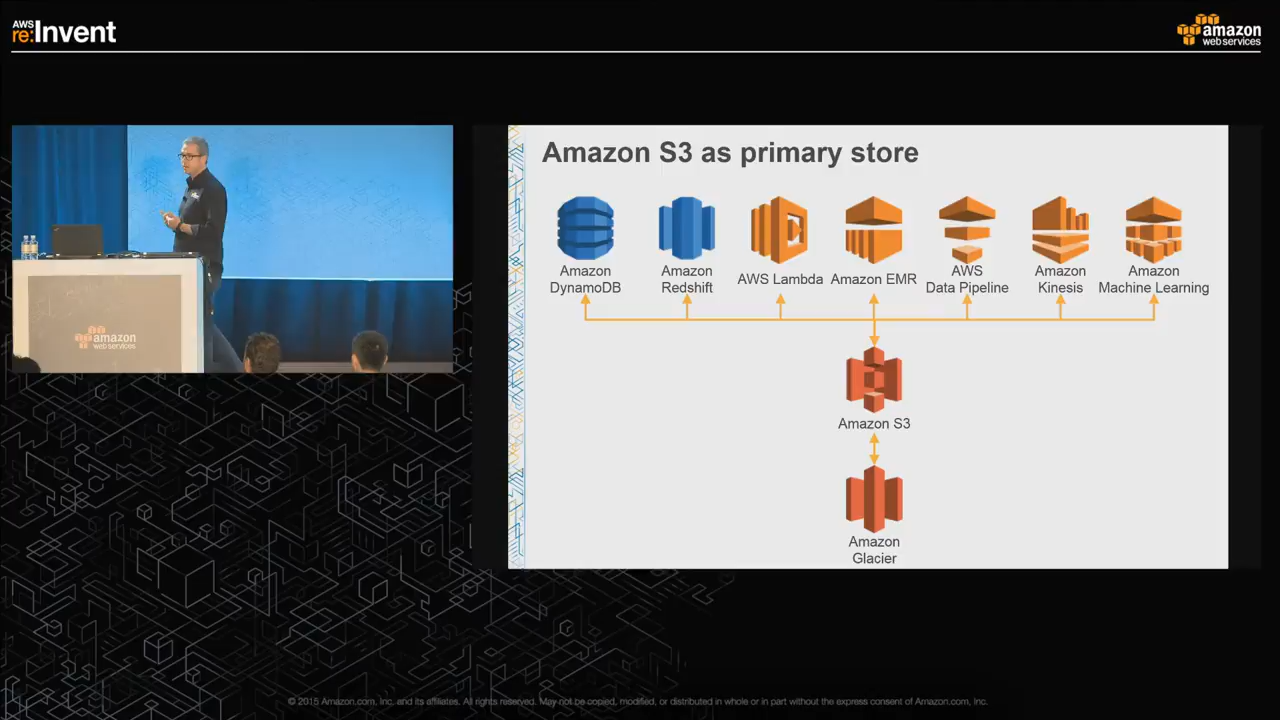 AWS
re:Invent
amazon
web services
Amazon S3 as primary store
Amazon
DynamoDB
Amazon
Redshift
AWS Lambda
Amazon EMR
AWS
Data Pipeline
Amazon
Kinesis
Amazon
Machine Learning
Amazon S3
Amazon
Glacier
amazon
web services
© 2015 Amazon.com, Inc. and its affiliates. All rights reserved. May not be copied, modified, or distributed in whole or in part without the express consent of Amazon.com, Inc.